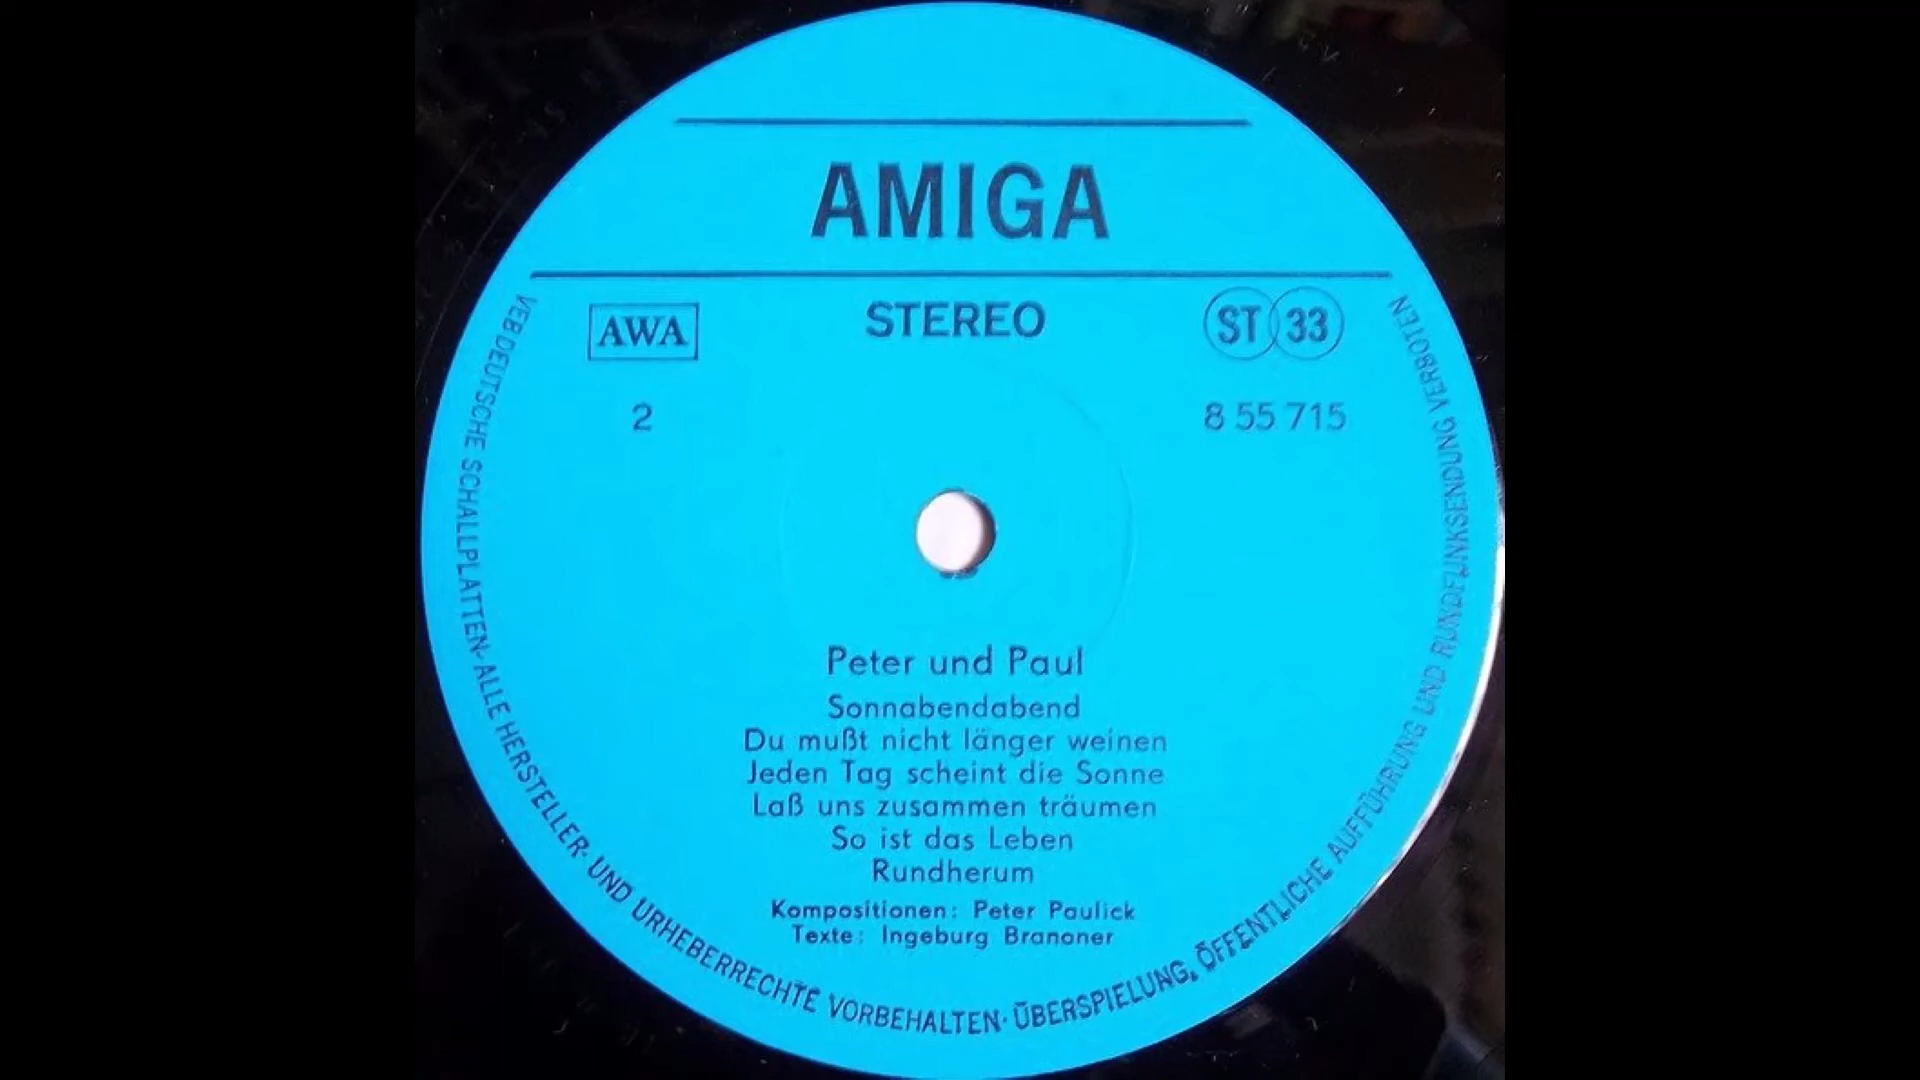 AMIGA
AWA
STEREO
ST 33
2
8 55 715
Peter und Paul
Sonnabendabend
Du mußt nicht länger weinen
Jeden Tag scheint die Sonne
Laß uns zusammen träumen
So ist das Leben
Rundherum
Kompositionen: Peter Paulick
Texte: Ingeburg Branoner
VEB DEUTSCHE SCHALLPLATTEN · ALLE HERSTELLER- UND URHEBERRECHTE VORBEHALTEN · ÜBERSPIELUNG, ÖFFENTLICHE AUFFÜHRUNG UND RUNDFUNKSENDUNG VERBOTEN